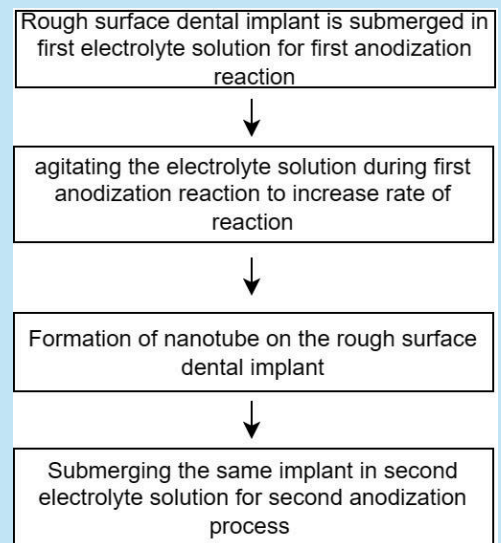 Rough surface dental implant is submerged in
first electrolyte solution for first anodization
reaction
agitating the electrolyte solution during first
anodization reaction to increase rate of
reaction
Formation of nanotube on the rough surface
dental implant
Submerging the same implant in second
electrolyte solution for second anodization
process